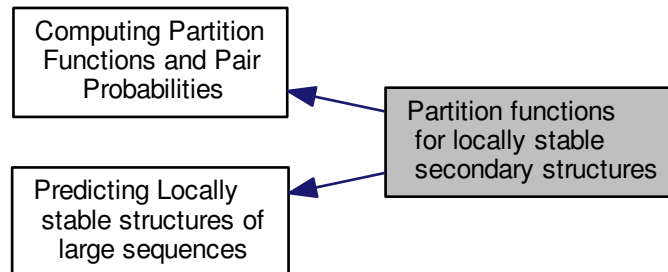 Computing Partition
Functions and Pair
Probabilities
Partition functions
for locally stable
secondary structures
Predicting Locally
stable structures of
large sequences